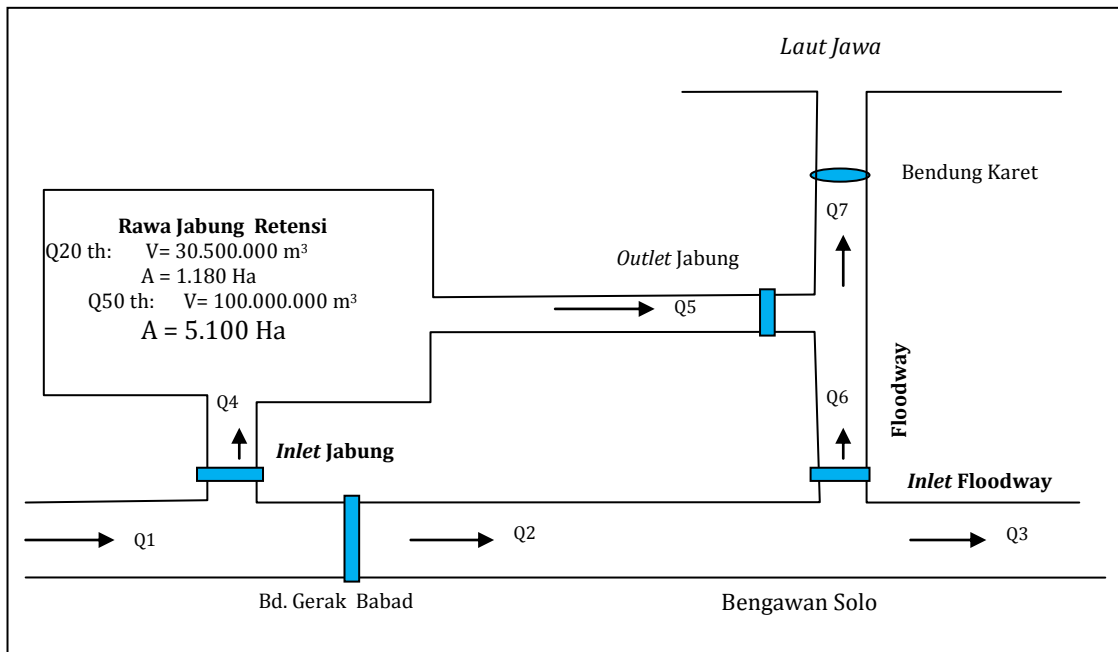 Laut Jawa
Bendung Karet
Q7
Rawa Jabung Retensi
Q20 th: V= 30.500.000 m³
A = 1.180 Ha
Q50 th: V= 100.000.000 m³
A = 5.100 Ha
Outlet Jabung
Q5
Q4
Q6
Floodway
Inlet Jabung
Inlet Floodway
Q1
Q2
Q3
Bd. Gerak Babad
Bengawan Solo